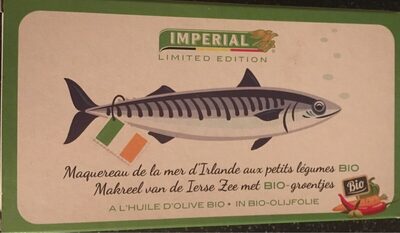 IMPERIAL
LIMITED EDITION
Maquereau de la mer d'Irlande aux petits légumes BIO
Makreel van de Ierse Zee met BIO-groentjes
Bio
A L'HUILE D'OLIVE BIO • IN BIO-OLIJFOLIE